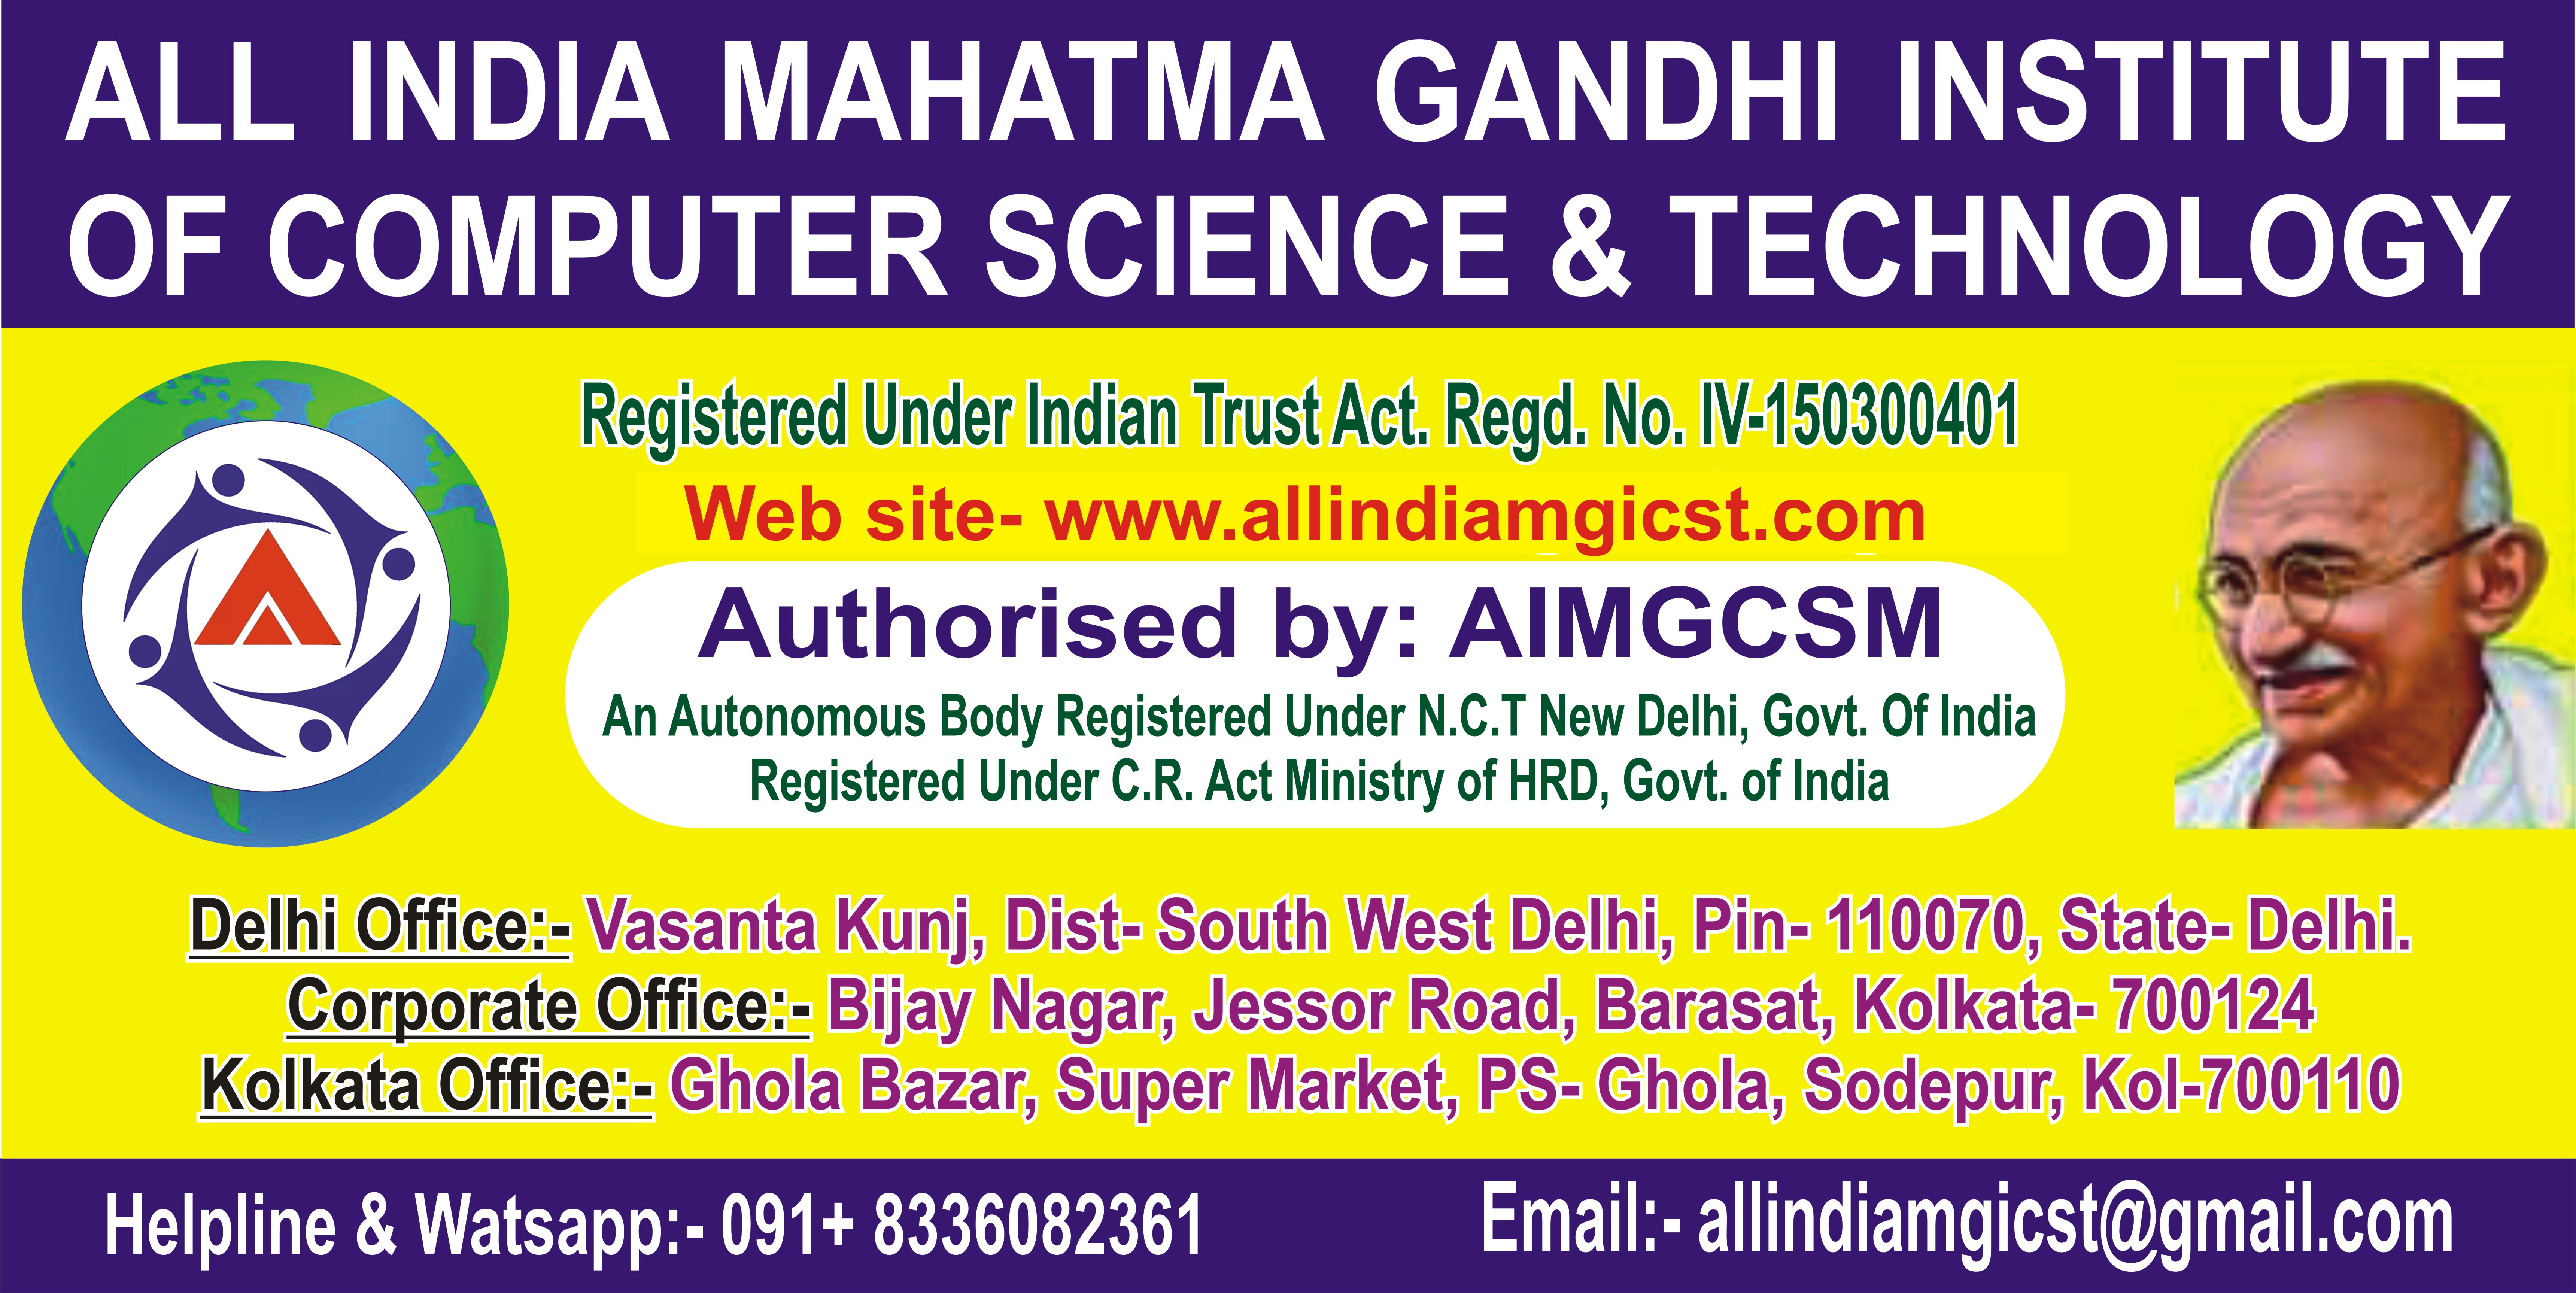 ALL INDIA MAHATMA GANDHI INSTITUTE
OF COMPUTER SCIENCE & TECHNOLOGY
Registered Under Indian Trust Act. Regd. No. IV-150300401
Web site- www.allindiamgicst.com
Authorised by: AIMGCSM
An Autonomous Body Registered Under N.C.T New Delhi, Govt. Of India
Registered Under C.R. Act Ministry of HRD, Govt. of India
Delhi Office:- Vasanta Kunj, Dist- South West Delhi, Pin- 110070, State- Delhi.
Corporate Office:- Bijay Nagar, Jessor Road, Barasat, Kolkata- 700124
Kolkata Office:- Ghola Bazar, Super Market, PS- Ghola, Sodepur, Kol-700110
Helpline & Watsapp:- 091+ 8336082361
Email:- allindiamgicst@gmail.com